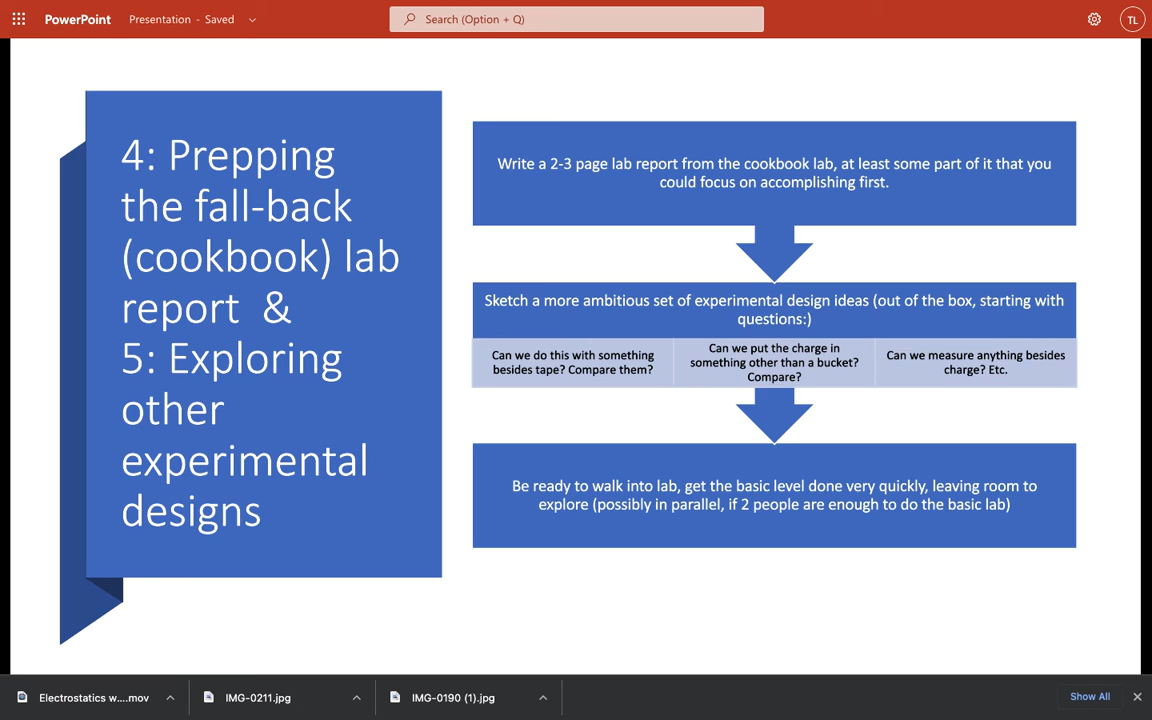 PowerPoint
Presentation - Saved
Search (Option + Q)
TL
4: Prepping
the fall-back
(cookbook) lab
report &
5: Exploring
other
experimental
designs
Write a 2-3 page lab report from the cookbook lab, at least some part of it that you
could focus on accomplishing first.
Sketch a more ambitious set of experimental design ideas (out of the box, starting with
questions:)
Can we do this with something
besides tape? Compare them?
Can we put the charge in
something other than a bucket?
Compare?
Can we measure anything besides
charge? Etc.
Be ready to walk into lab, get the basic level done very quickly, leaving room to
explore (possibly in parallel, if 2 people are enough to do the basic lab)
Electrostatics w....mov
IMG-0211.jpg
IMG-0190 (1).jpg
Show All